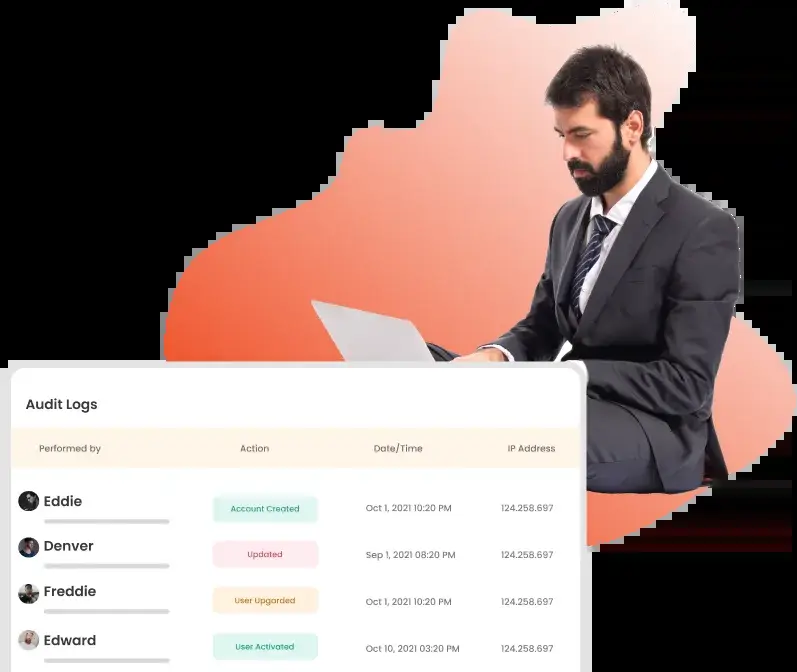 Audit Logs
Performed by Action Date/Time IP Address
Eddie Account Created Oct 1, 2021 10:20 PM 124.258.697
Denver Updated Sep 1, 2021 08:20 PM 124.258.697
Freddie User Upgarded Oct 1, 2021 10:20 PM 124.258.697
Edward User Activated Oct 10, 2021 03:20 PM 124.258.697